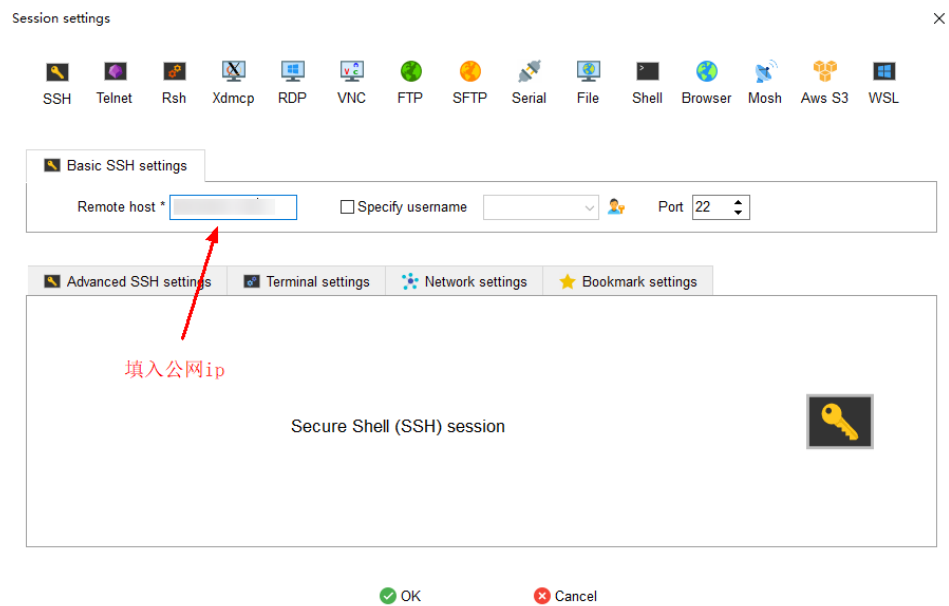 Session settings
SSH Telnet Rsh Xdmcp RDP VNC FTP SFTP Serial File Shell Browser Mosh Aws S3 WSL
Basic SSH settings
Remote host * Specify username Port 22
Advanced SSH settings Terminal settings Network settings Bookmark settings
填入公网ip
Secure Shell (SSH) session
OK Cancel